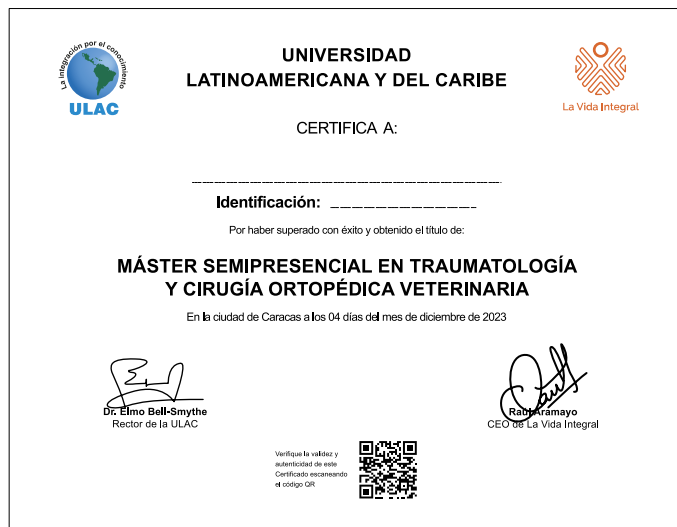 La integración por el conocimiento
ULAC
UNIVERSIDAD
LATINOAMERICANA Y DEL CARIBE
La Vida Integral
CERTIFICA A:
Identificación:
Por haber superado con éxito y obtenido el título de:
MÁSTER SEMIPRESENCIAL EN TRAUMATOLOGÍA
Y CIRUGÍA ORTOPÉDICA VETERINARIA
En la ciudad de Caracas a los 04 días del mes de diciembre de 2023
Dr. Elmo Bell-Smythe
Rector de la ULAC
Raúl Aramayo
CEO de La Vida Integral
Verifique la validez y
autenticidad de este
Certificado escaneando
el código QR